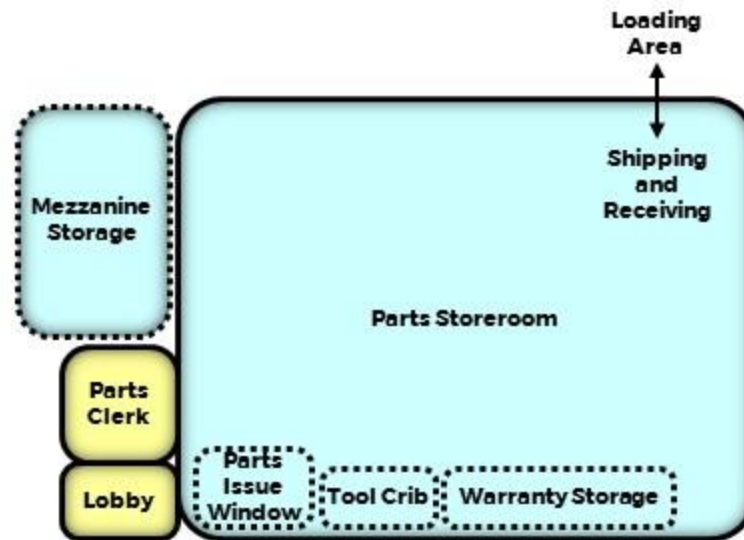 Loading
Area
Shipping
and
Receiving
Mezzanine
Storage
Parts Storeroom
Parts
Clerk
Lobby
Parts
Issue
Window
Tool Crib
Warranty Storage